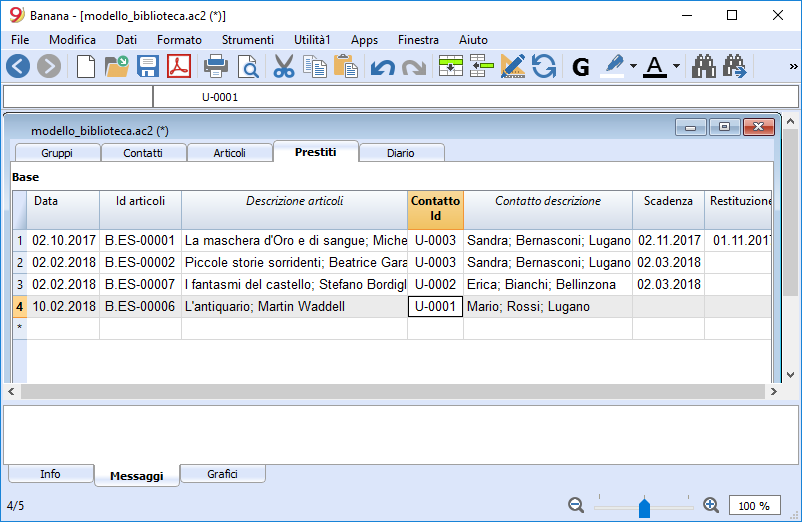 9 Banana - [modello_biblioteca.ac2 (*)]
File Modifica Dati Formato Strumenti Utilità1 Apps Finestra Aiuto
G A »
U-0001
modello_biblioteca.ac2 (*)
Gruppi Contatti Articoli Prestiti Diario
Base
Data Id articoli Descrizione articoli Contatto Id Contatto descrizione Scadenza Restituzione
1 02.10.2017 B.ES-00001 La maschera d'Oro e di sangue; Miche U-0003 Sandra; Bernasconi; Lugano 02.11.2017 01.11.2017
2 02.02.2018 B.ES-00002 Piccole storie sorridenti; Beatrice Gara U-0003 Sandra; Bernasconi; Lugano 02.03.2018
3 02.02.2018 B.ES-00007 I fantasmi del castello; Stefano Bordigl U-0002 Erica; Bianchi; Bellinzona 02.03.2018
4 10.02.2018 B.ES-00006 L'antiquario; Martin Waddell U-0001 Mario; Rossi; Lugano
*
Info Messaggi Grafici
4/5 100 %